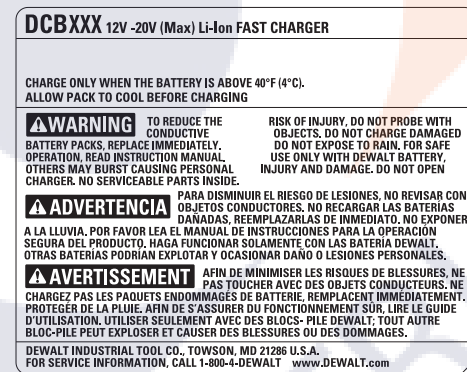 DCBXXX 12V -20V (Max) Li-Ion FAST CHARGER
CHARGE ONLY WHEN THE BATTERY IS ABOVE 40°F (4°C).
ALLOW PACK TO COOL BEFORE CHARGING
WARNING TO REDUCE THE RISK OF INJURY, DO NOT PROBE WITH
CONDUCTIVE OBJECTS. DO NOT CHARGE DAMAGED
BATTERY PACKS, REPLACE IMMEDIATELY. DO NOT EXPOSE TO RAIN. FOR SAFE
OPERATION, READ INSTRUCTION MANUAL. USE ONLY WITH DEWALT BATTERY,
OTHERS MAY BURST CAUSING PERSONAL INJURY AND DAMAGE. DO NOT OPEN
CHARGER. NO SERVICEABLE PARTS INSIDE.
ADVERTENCIA PARA DISMINUIR EL RIESGO DE LESIONES, NO REVISAR CON
OBJETOS CONDUCTORES. NO RECARGAR LAS BATERÍAS
DAÑADAS, REEMPLAZARLAS DE INMEDIATO. NO EXPONER
A LA LLUVIA. POR FAVOR LEA EL MANUAL DE INSTRUCCIONES PARA LA OPERACIÓN
SEGURA DEL PRODUCTO. HAGA FUNCIONAR SOLAMENTE CON LAS BATERÍA DEWALT.
OTRAS BATERÍAS PODRÍAN EXPLOTAR Y OCASIONAR DAÑO O LESIONES PERSONALES.
AVERTISSEMENT AFIN DE MINIMISER LES RISQUES DE BLESSURES, NE
PAS TOUCHER AVEC DES OBJETS CONDUCTEURS. NE
CHARGEZ PAS LES PAQUETS ENDOMMAGÉS DE BATTERIE, REMPLACENT IMMÉDIATEMENT.
PROTEGÉR DE LA PLUIE. AFIN DE S'ASSURER DU FONCTIONNEMENT SÛR, LIRE LE GUIDE
D'UTILISATION. UTILISER SEULEMENT AVEC DES BLOCS- PILE DEWALT; TOUT AUTRE
BLOC-PILE PEUT EXPLOSER ET CAUSER DES BLESSURES OU DES DOMMAGES.
DEWALT INDUSTRIAL TOOL CO., TOWSON, MD 21286 U.S.A.
FOR SERVICE INFORMATION, CALL 1-800-4-DEWALT www.DEWALT.com